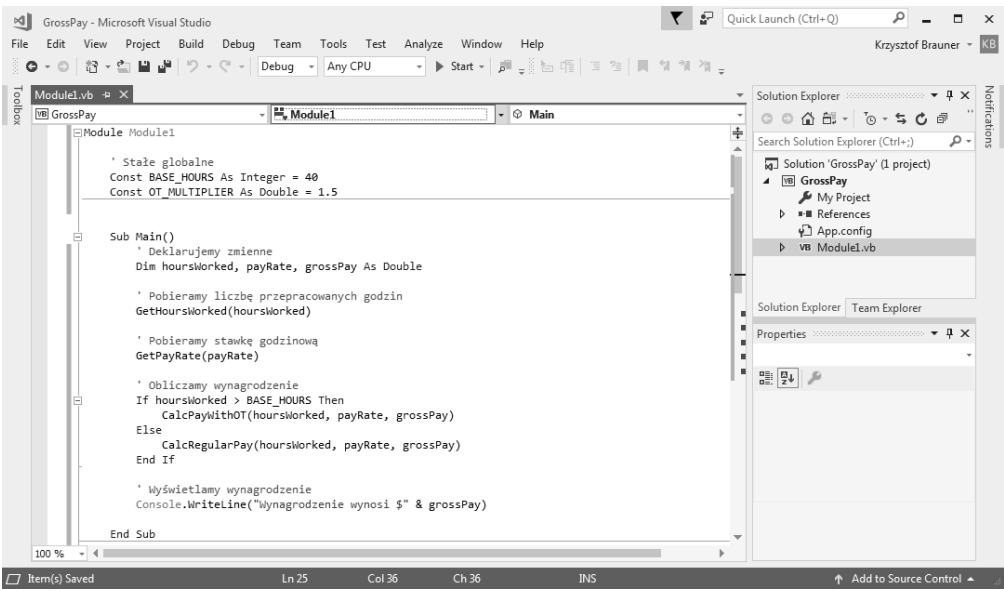 GrossPay - Microsoft Visual Studio
Quick Launch (Ctrl+Q)
File Edit View Project Build Debug Team Tools Test Analyze Window Help
Krzysztof Brauner KB
Debug Any CPU Start
Toolbox
Module1.vb
VB GrossPay Module1 Main
Module Module1
' Stałe globalne
Const BASE_HOURS As Integer = 40
Const OT_MULTIPLIER As Double = 1.5
Sub Main()
' Deklarujemy zmienne
Dim hoursWorked, payRate, grossPay As Double
' Pobieramy liczbę przepracowanych godzin
GetHoursWorked(hoursWorked)
' Pobieramy stawkę godzinową
GetPayRate(payRate)
' Obliczamy wynagrodzenie
If hoursWorked > BASE_HOURS Then
CalcPayWithOT(hoursWorked, payRate, grossPay)
Else
CalcRegularPay(hoursWorked, payRate, grossPay)
End If
' Wyświetlamy wynagrodzenie
Console.WriteLine("Wynagrodzenie wynosi $" & grossPay)
End Sub
100 %
Solution Explorer
Search Solution Explorer (Ctrl+;)
Solution 'GrossPay' (1 project)
VB GrossPay
My Project
References
App.config
VB Module1.vb
Solution Explorer Team Explorer
Properties
Notifications
Item(s) Saved Ln 25 Col 36 Ch 36 INS Add to Source Control